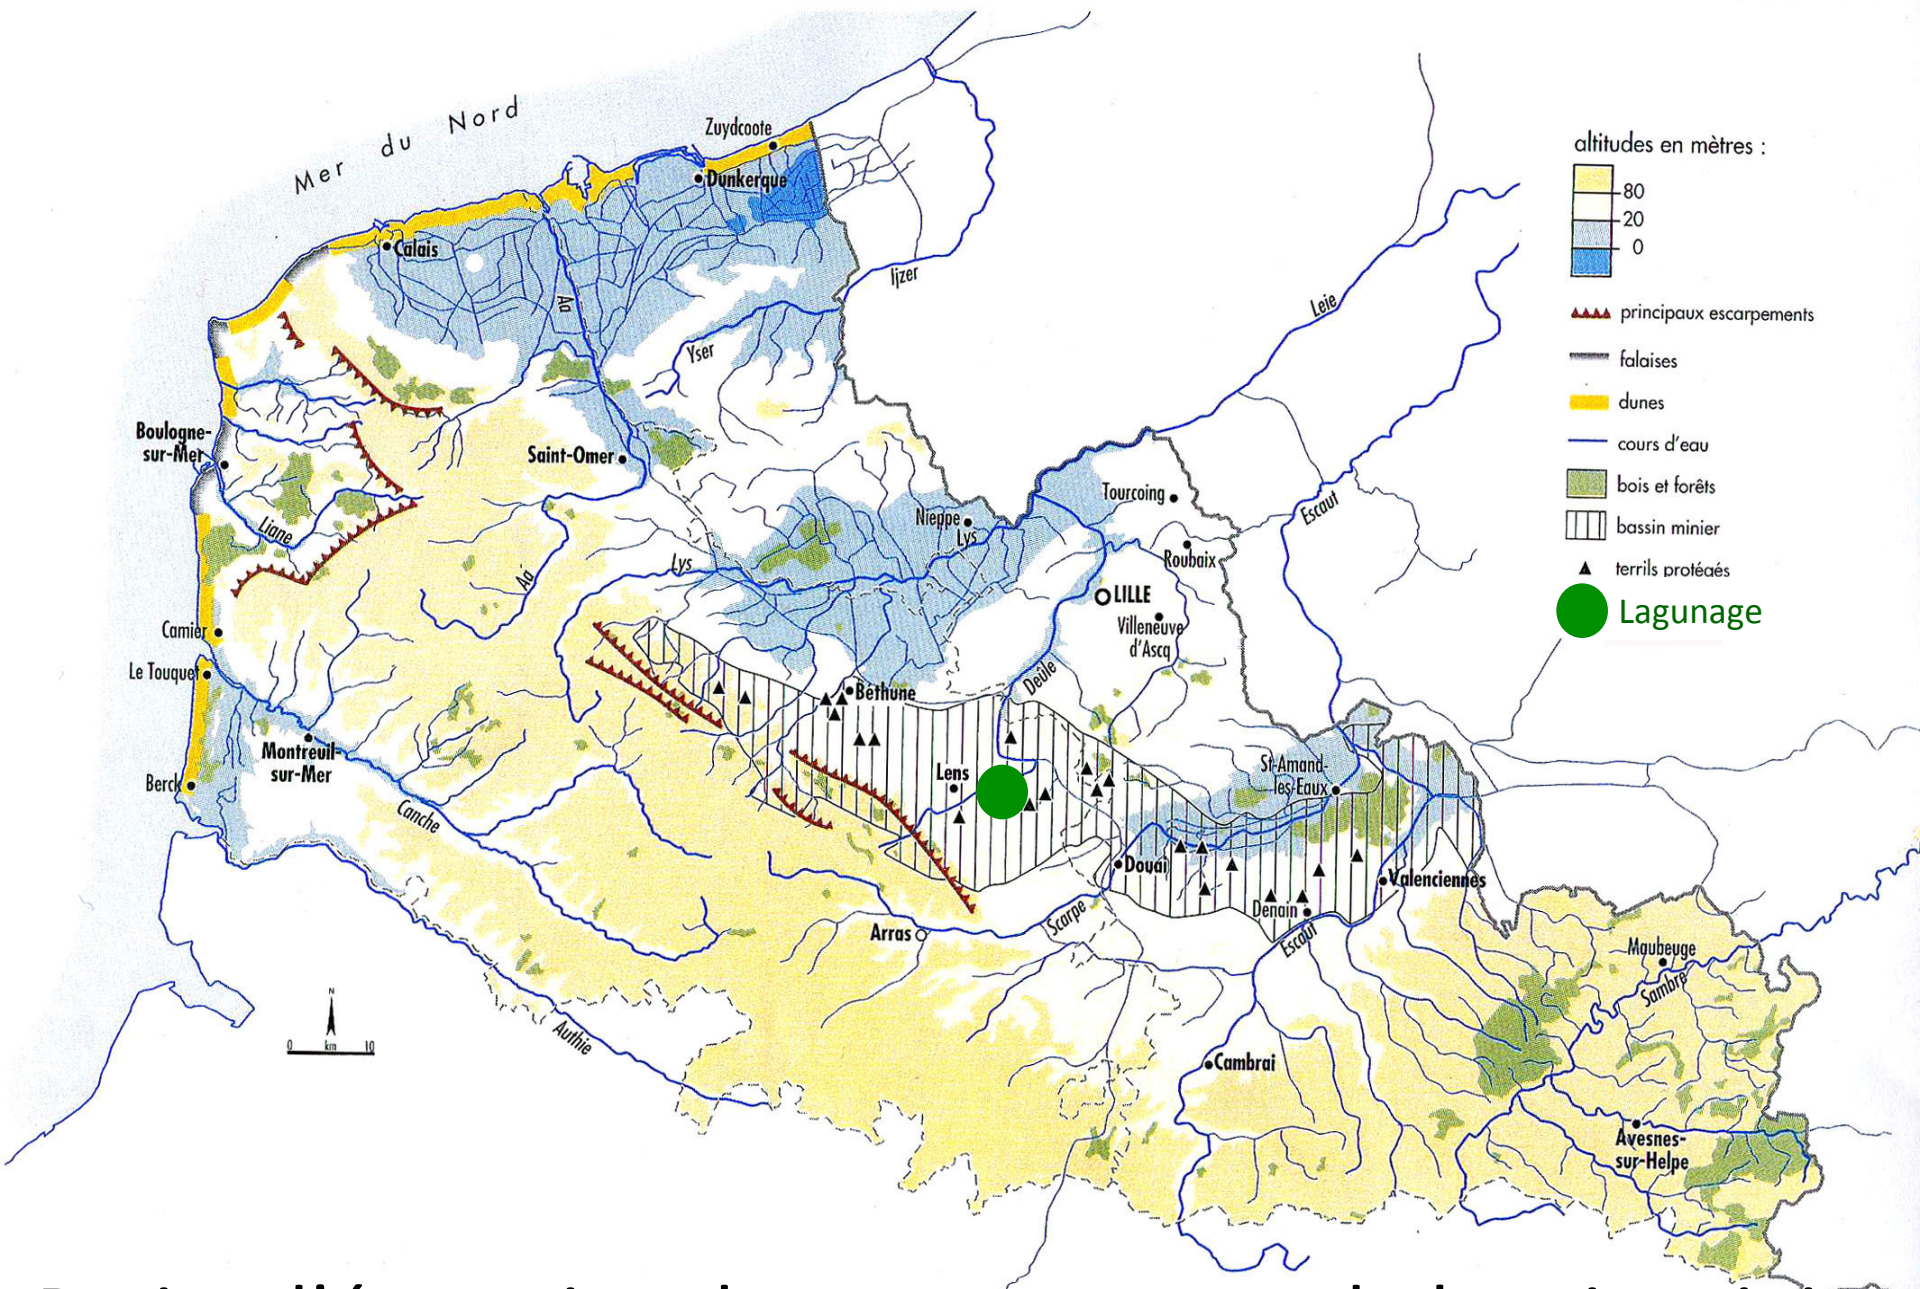 Mer du Nord
Zuydcoote
Dunkerque
Calais
Aa
Ijzer
Yser
Leie
Boulogne-
sur-Mer
Saint-Omer
Liane
Aá
Lys
Nieppe
Lys
Tourcoing
Roubaix
LILLE
Villeneuve
d'Ascq
Escaut
Camier
Le Touquet
Berck
Montreuil-
sur-Mer
Canche
Béthune
Deûle
Lens
St-Amand-
les-Eaux
Douai
Valenciennes
Denain
Escaut
Scarpe
Arras
Authie
Cambrai
Maubeuge
Sambre
Avesnes-
sur-Helpe
N
0 km 10
altitudes en mètres :
80
20
0
principaux escarpements
falaises
dunes
cours d'eau
bois et forêts
bassin minier
terrils protégés
Lagunage